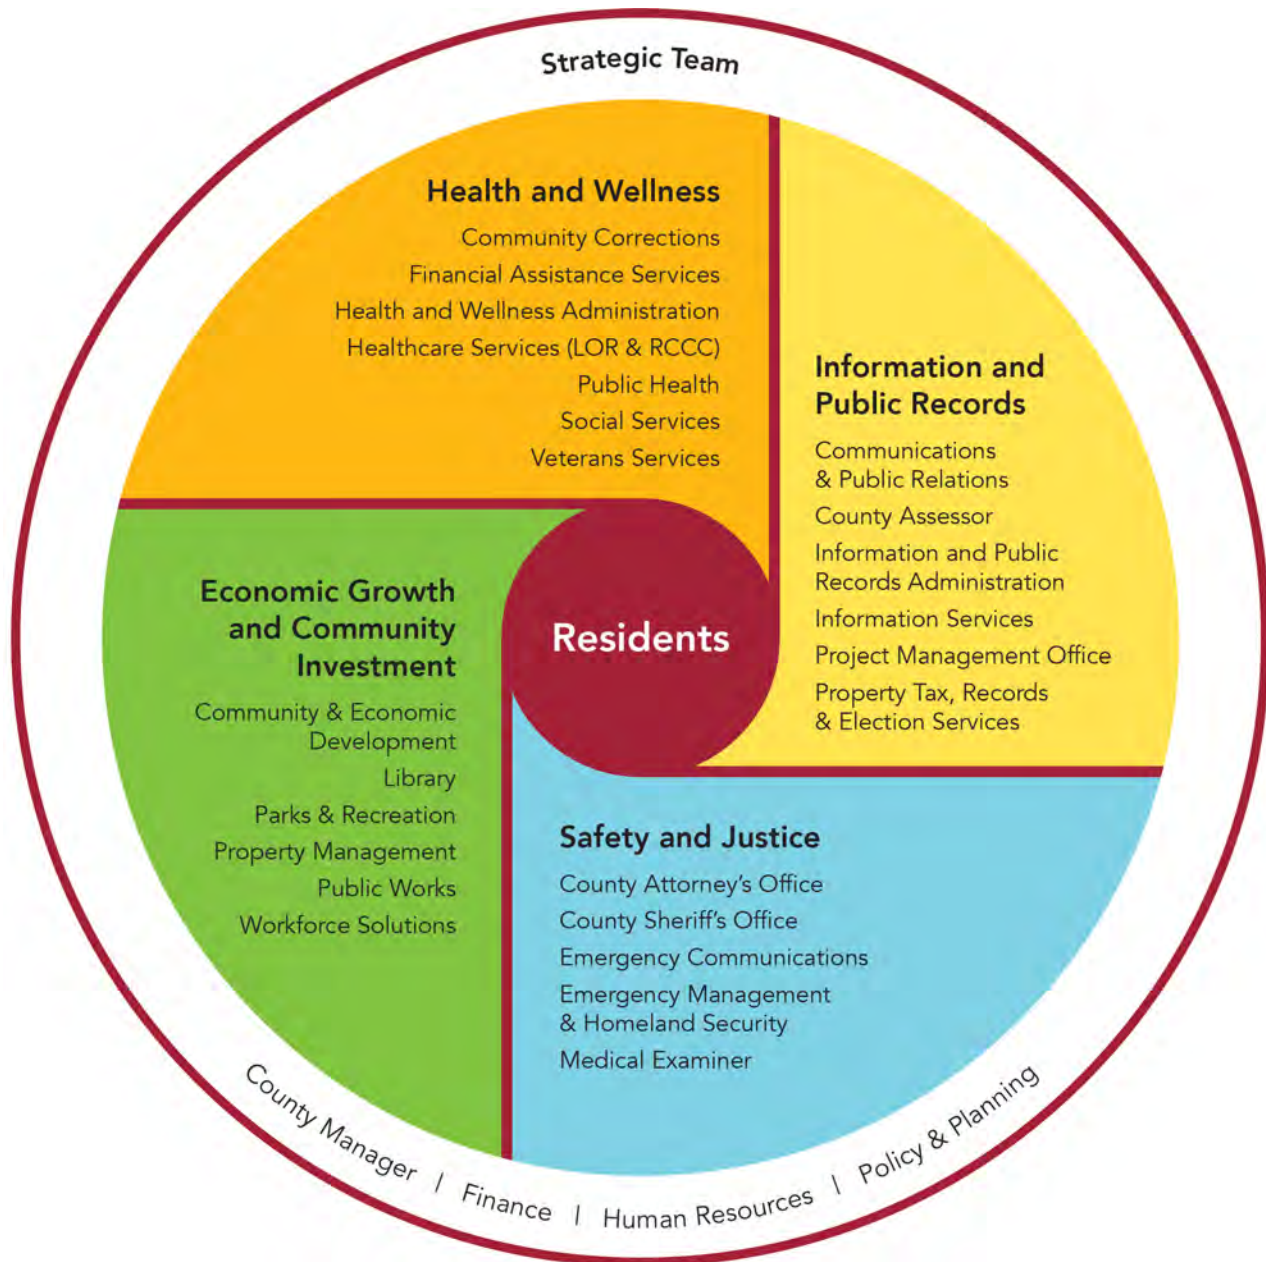 Strategic Team
Health and Wellness
Community Corrections
Financial Assistance Services
Health and Wellness Administration
Healthcare Services (LOR & RCCC)
Public Health
Social Services
Veterans Services
Information and
Public Records
Communications
& Public Relations
County Assessor
Information and Public
Records Administration
Information Services
Project Management Office
Property Tax, Records
& Election Services
Residents
Economic Growth
and Community
Investment
Community & Economic
Development
Library
Parks & Recreation
Property Management
Public Works
Workforce Solutions
Safety and Justice
County Attorney’s Office
County Sheriff’s Office
Emergency Communications
Emergency Management
& Homeland Security
Medical Examiner
County Manager | Finance | Human Resources | Policy & Planning